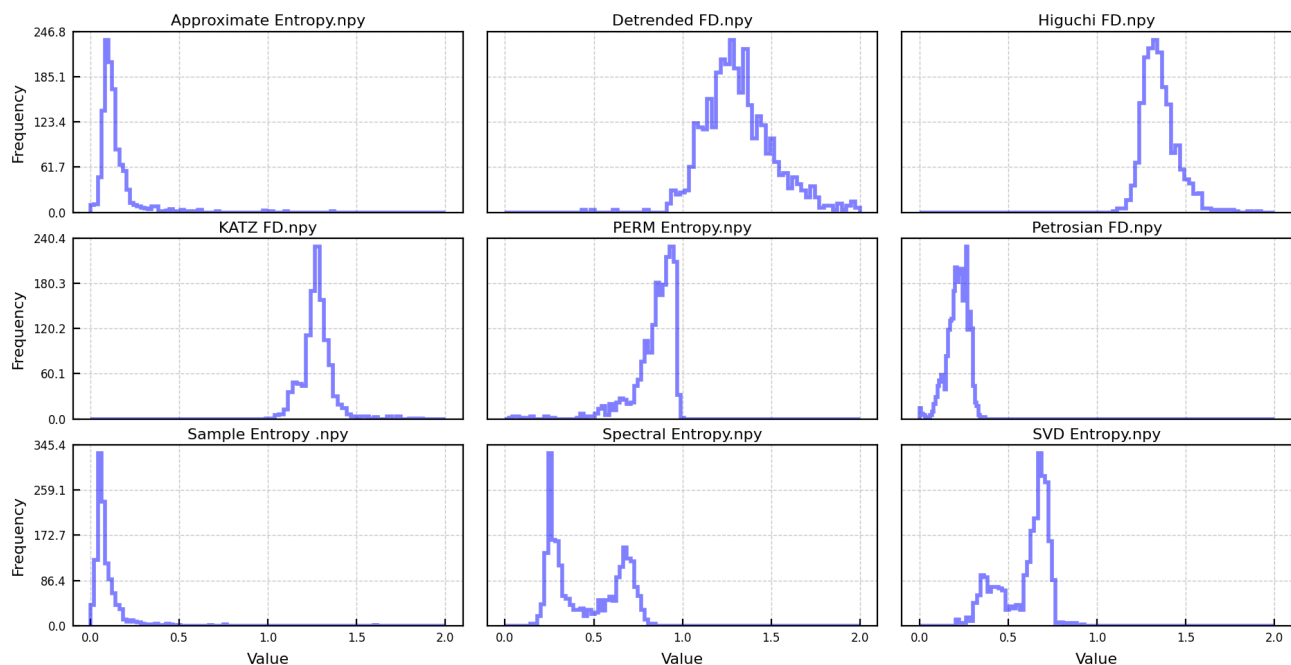 Approximate Entropy.npy
Detrended FD.npy
Higuchi FD.npy
Frequency
246.8
185.1
123.4
61.7
0.0
KATZ FD.npy
PERM Entropy.npy
Petrosian FD.npy
Frequency
240.4
180.3
120.2
60.1
0.0
Sample Entropy .npy
Spectral Entropy.npy
SVD Entropy.npy
Frequency
345.4
259.1
172.7
86.4
0.0
0.0 0.5 1.0 1.5 2.0
0.0 0.5 1.0 1.5 2.0
0.0 0.5 1.0 1.5 2.0
Value
Value
Value